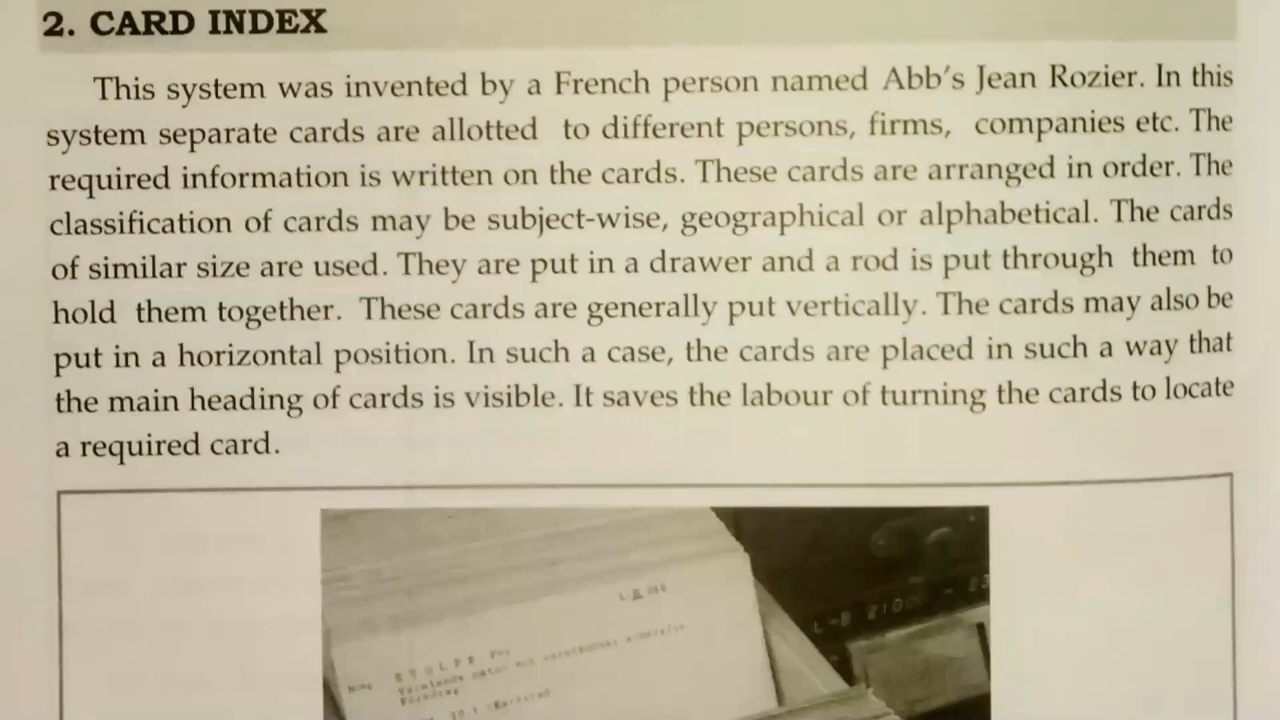 2. CARD INDEX
This system was invented by a French person named Abb's Jean Rozier. In this
system separate cards are allotted to different persons, firms, companies etc. The
required information is written on the cards. These cards are arranged in order. The
classification of cards may be subject-wise, geographical or alphabetical. The cards
of similar size are used. They are put in a drawer and a rod is put through them to
hold them together. These cards are generally put vertically. The cards may also be
put in a horizontal position. In such a case, the cards are placed in such a way that
the main heading of cards is visible. It saves the labour of turning the cards to locate
a required card.